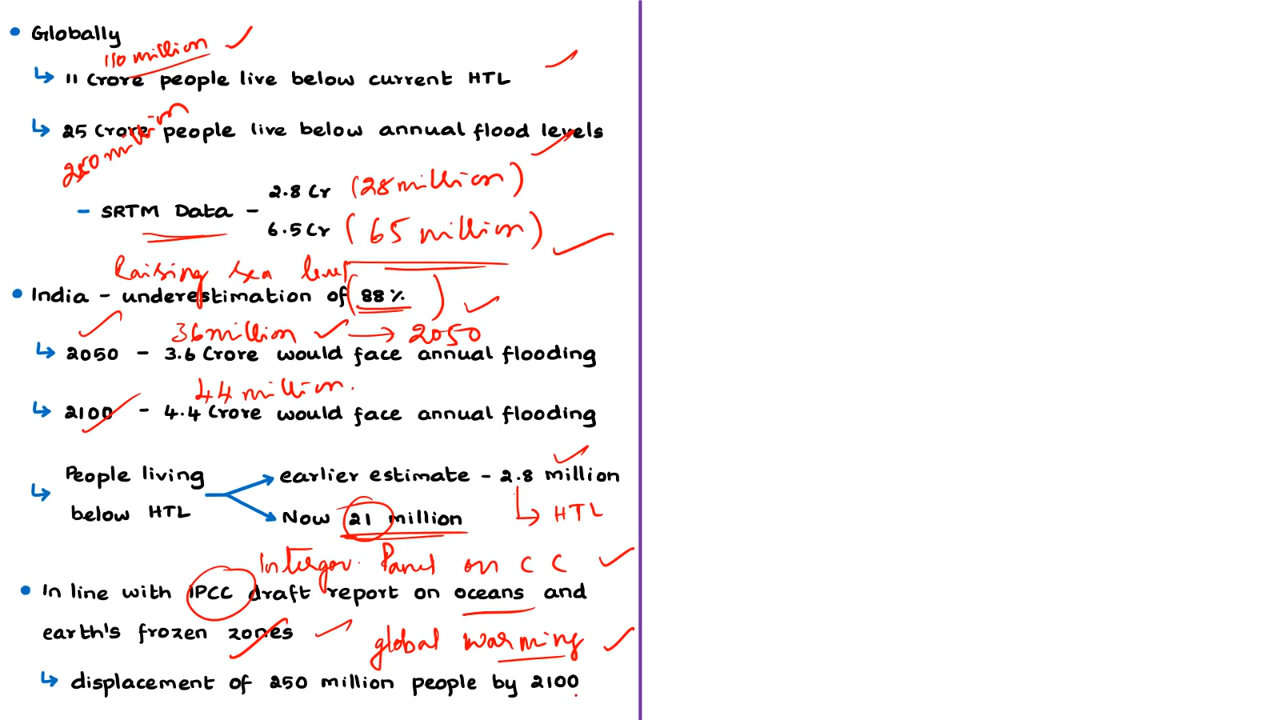 • Globally
110 million
↳ 11 Crore people live below current HTL
↳ 25 Crore people live below annual flood levels
250 million
- SRTM Data -
2.8 Cr (28 million)
6.5 Cr (65 million)
Raising sea level
• India - underestimation of (88%)
36 million → 2050
↳ 2050 - 3.6 Crore would face annual flooding
44 million.
↳ 2100 - 4.4 Crore would face annual flooding
↳ People living below HTL
earlier estimate - 2.8 million
↳ HTL
Now 21 million
Intergov. Panel on C C
• In line with IPCC draft report on oceans and
earth's frozen zones
global warming
↳ displacement of 250 million people by 2100